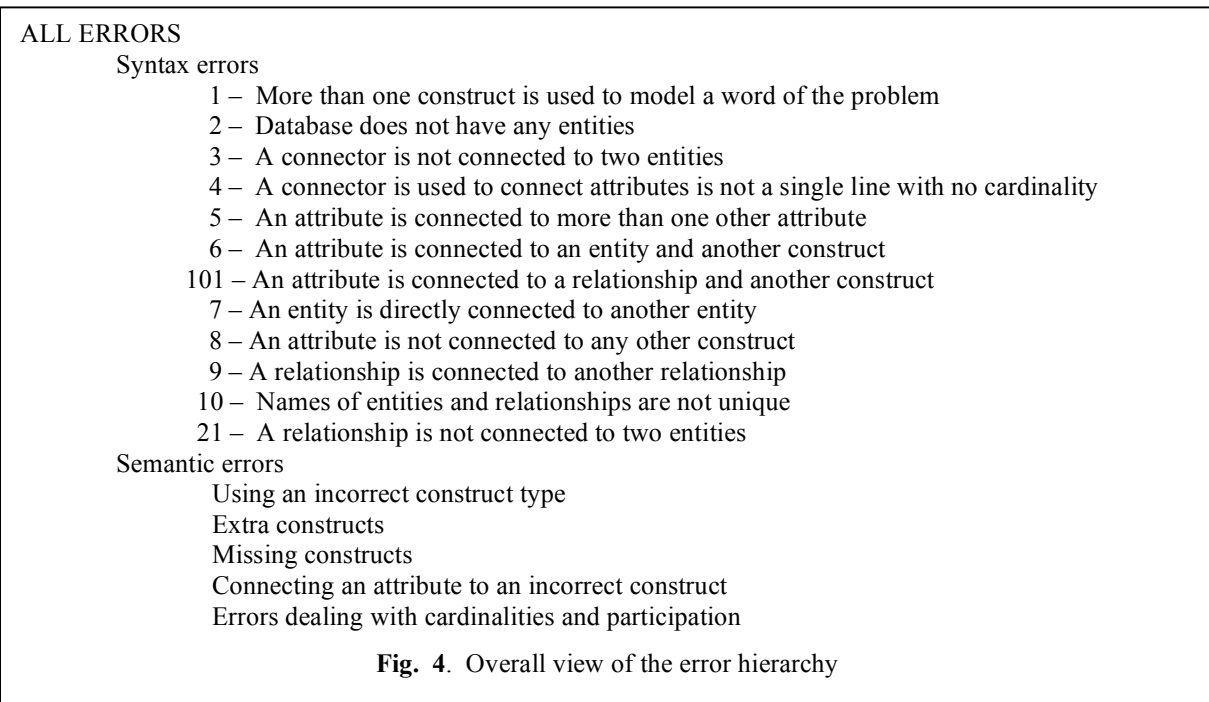 ALL ERRORS
Syntax errors
1 – More than one construct is used to model a word of the problem
2 – Database does not have any entities
3 – A connector is not connected to two entities
4 – A connector is used to connect attributes is not a single line with no cardinality
5 – An attribute is connected to more than one other attribute
6 – An attribute is connected to an entity and another construct
101 – An attribute is connected to a relationship and another construct
7 – An entity is directly connected to another entity
8 – An attribute is not connected to any other construct
9 – A relationship is connected to another relationship
10 – Names of entities and relationships are not unique
21 – A relationship is not connected to two entities
Semantic errors
Using an incorrect construct type
Extra constructs
Missing constructs
Connecting an attribute to an incorrect construct
Errors dealing with cardinalities and participation
Fig. 4. Overall view of the error hierarchy